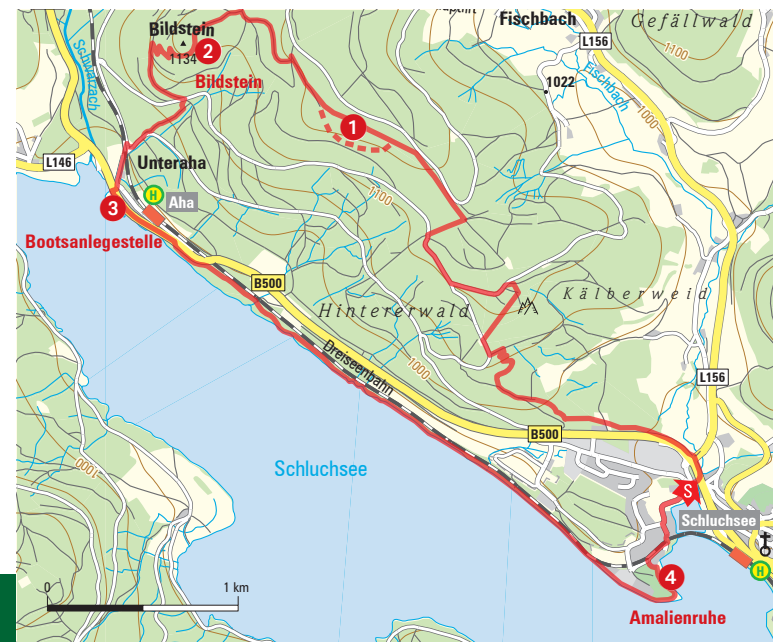 Bildstein
1134
2
Bildstein
Fischbach
Gefällwald
L156
1100
Fischbach
1022
1000
Schwarzach
1
L146
Unteraha
H
Aha
3
Bootsanlegestelle
1100
B500
Hintererwald
Kälberweid
Dreiseenbahn
1000
L156
B500
1000
Schluchsee
S
Schluchsee
H
0
1 km
4
Amalienruhe